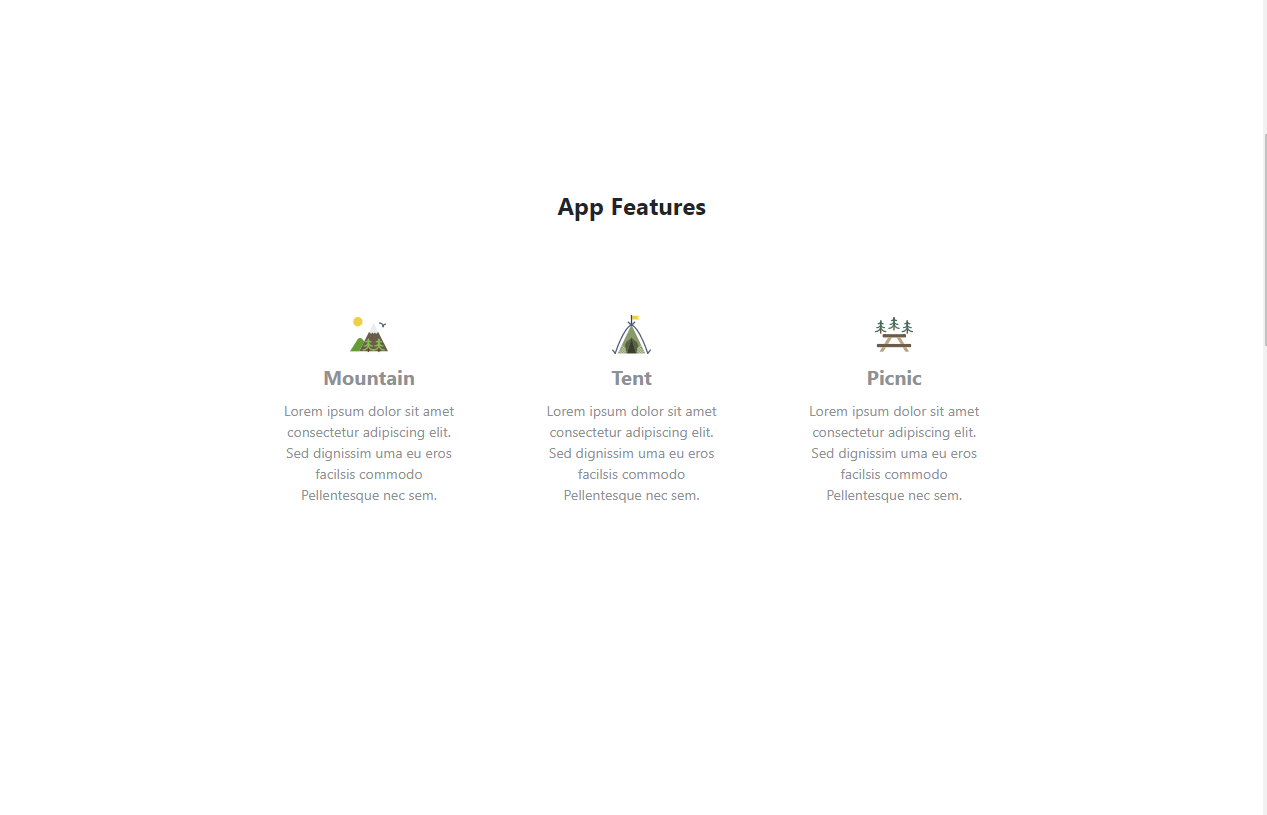 App Features
Mountain
Lorem ipsum dolor sit amet
consectetur adipiscing elit.
Sed dignissim uma eu eros
facilsis commodo
Pellentesque nec sem.
Tent
Lorem ipsum dolor sit amet
consectetur adipiscing elit.
Sed dignissim uma eu eros
facilsis commodo
Pellentesque nec sem.
Picnic
Lorem ipsum dolor sit amet
consectetur adipiscing elit.
Sed dignissim uma eu eros
facilsis commodo
Pellentesque nec sem.